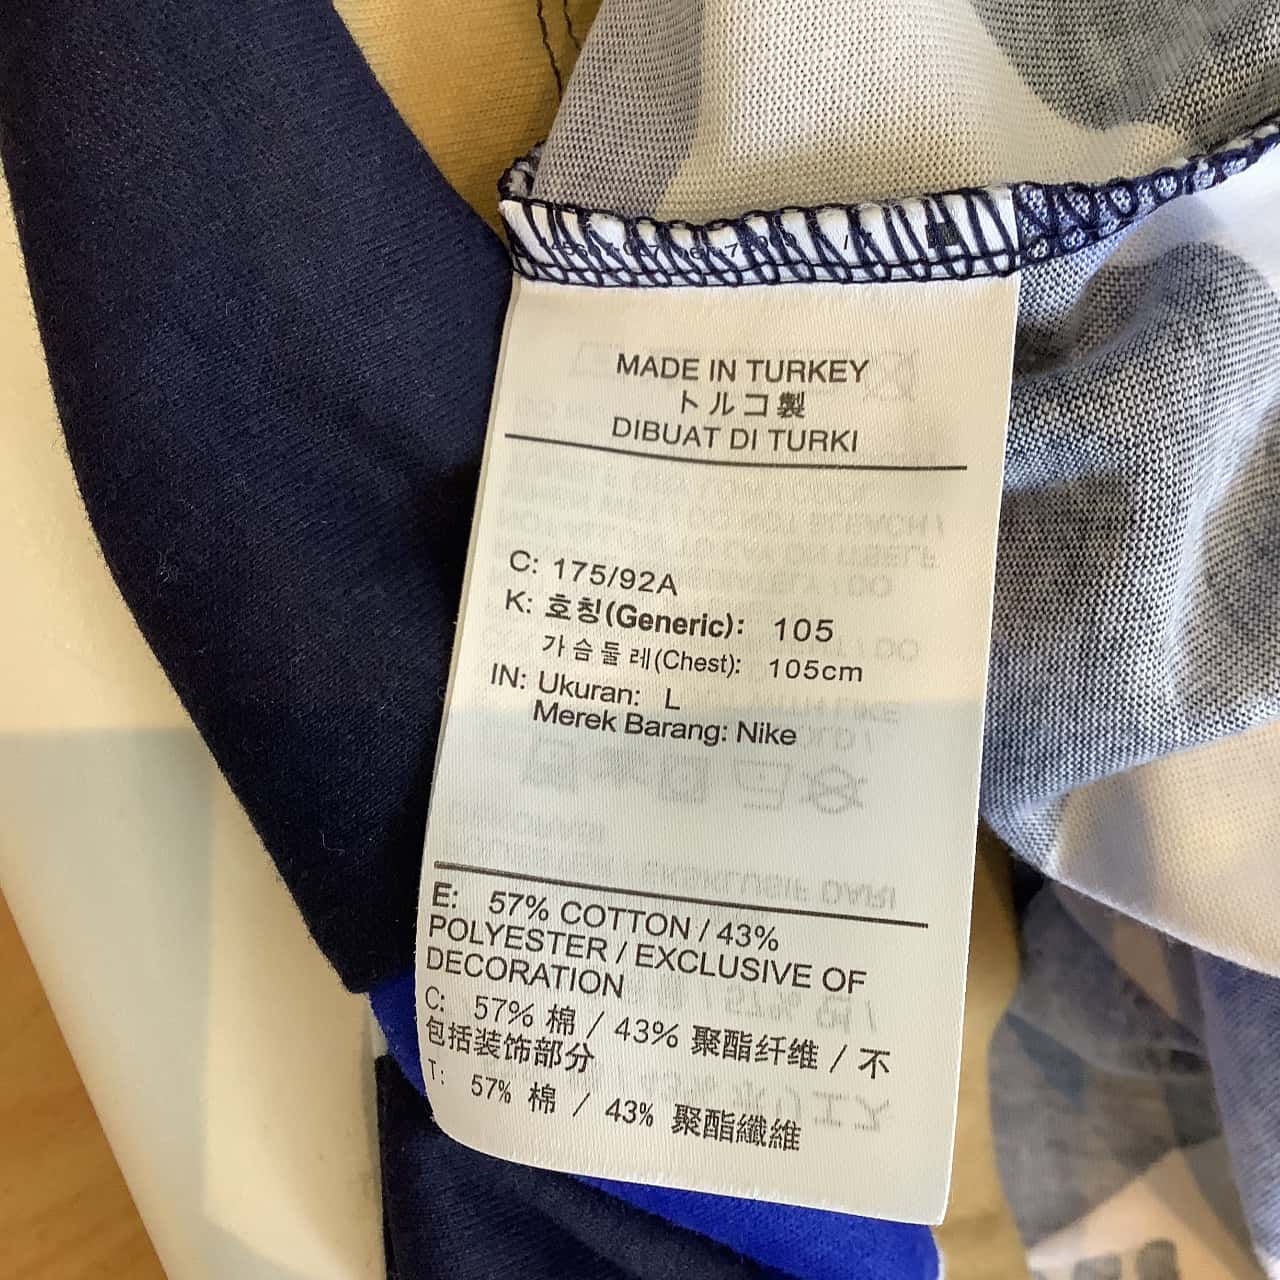 MADE IN TURKEY
トルコ製
DIBUAT DI TURKI
C: 175/92A
K: 호칭(Generic): 105
가슴둘레(Chest): 105cm
IN: Ukuran: L
Merek Barang: Nike
E: 57% COTTON / 43%
POLYESTER / EXCLUSIVE OF
DECORATION
C: 57% 棉 / 43% 聚酯纤维 / 不
包括装饰部分
T: 57% 棉 / 43% 聚酯纖維